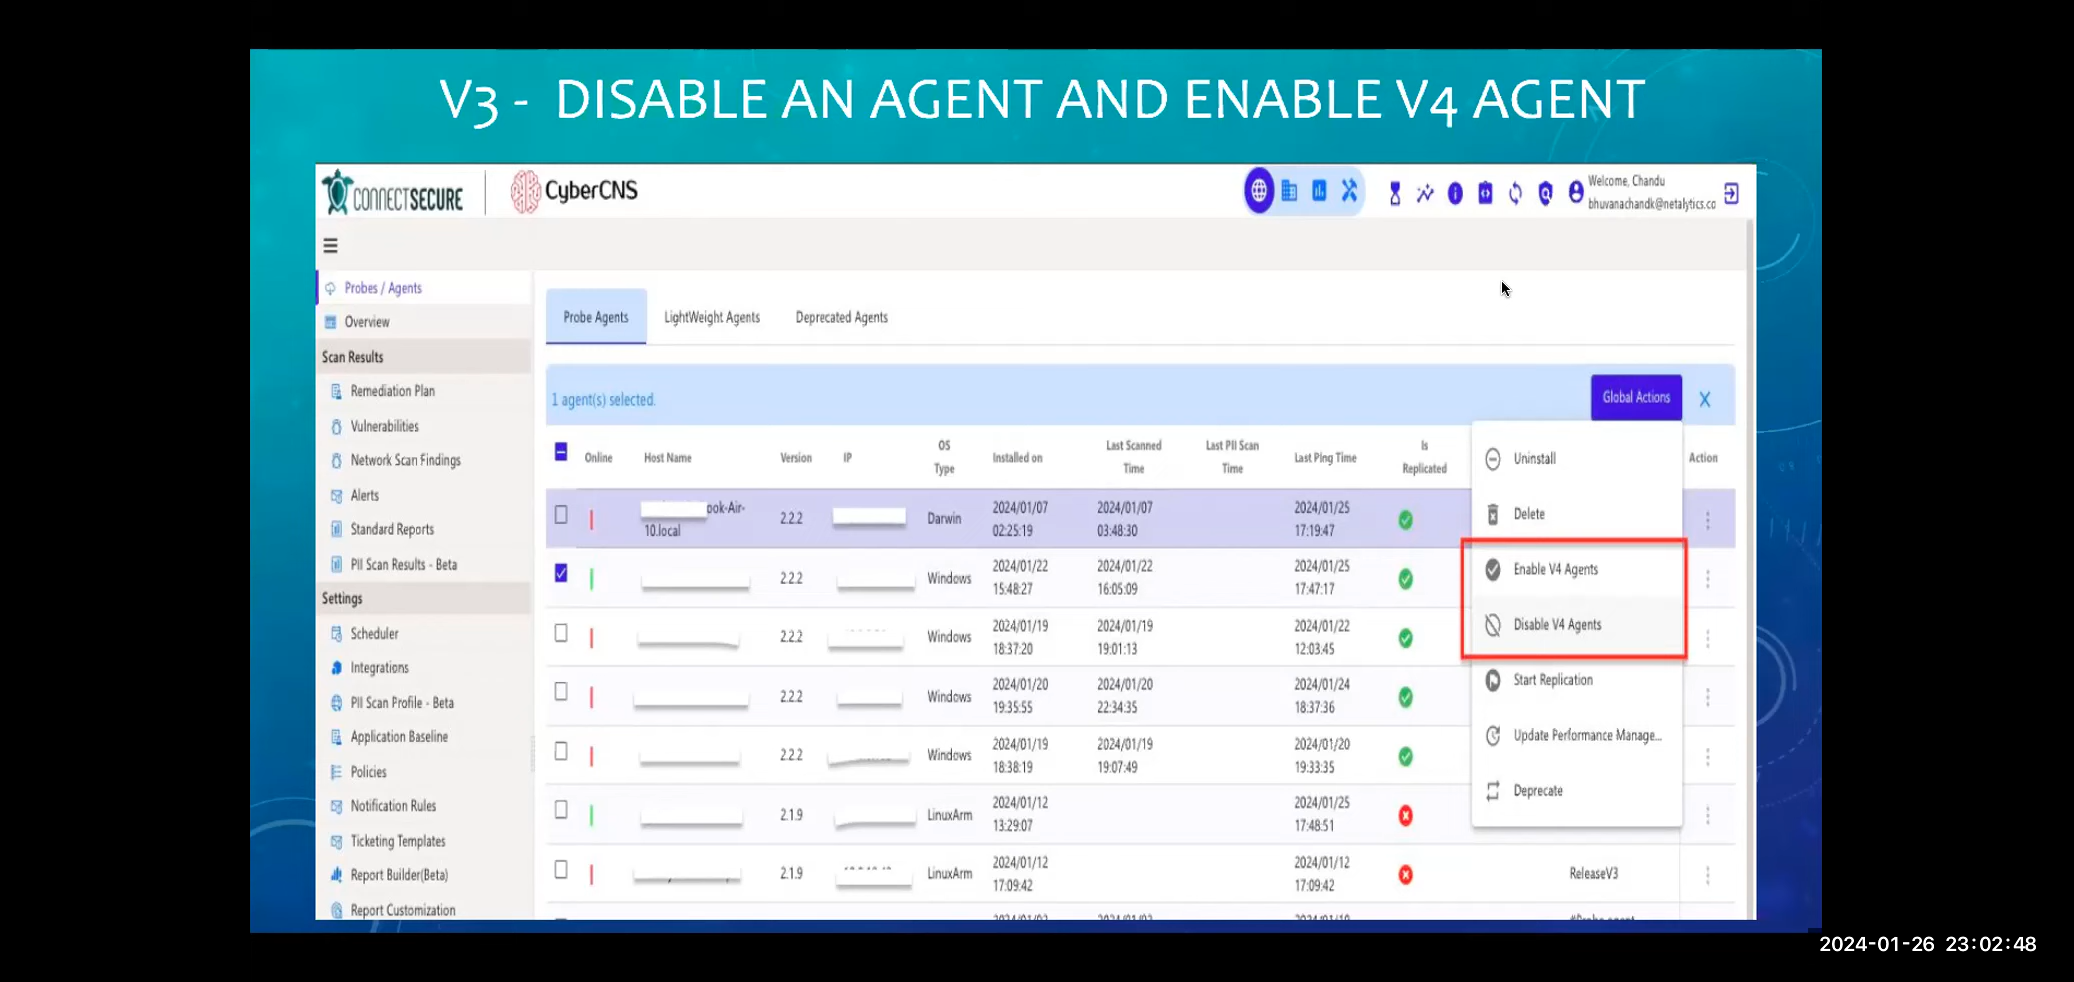 V3 - DISABLE AN AGENT AND ENABLE V4 AGENT
CONNECTSECURE
CyberCNS
Welcome, Chandu
bhuvanachandk@netalytics.co
Probes / Agents
Overview
Scan Results
Remediation Plan
Vulnerabilities
Network Scan Findings
Alerts
Standard Reports
PII Scan Results - Beta
Settings
Scheduler
Integrations
PII Scan Profile - Beta
Application Baseline
Policies
Notification Rules
Ticketing Templates
Report Builder(Beta)
Report Customization
Probe Agents LightWeight Agents Deprecated Agents
1 agent(s) selected.
Global Actions
Online Host Name Version IP OS Type Installed on Last Scanned Time Last PII Scan Time Last Ping Time Is Replicated Action
ook-Air-10.local 2.2.2 Darwin 2024/01/07 02:25:19 2024/01/07 03:48:30 2024/01/25 17:19:47
2.2.2 Windows 2024/01/22 15:48:27 2024/01/22 16:05:09 2024/01/25 17:47:17
2.2.2 Windows 2024/01/19 18:37:20 2024/01/19 19:01:13 2024/01/22 12:03:45
2.2.2 Windows 2024/01/20 19:35:55 2024/01/20 22:34:35 2024/01/24 18:37:36
2.2.2 Windows 2024/01/19 18:38:19 2024/01/19 19:07:49 2024/01/20 19:33:35
2.1.9 LinuxArm 2024/01/12 13:29:07 2024/01/25 17:48:51
2.1.9 LinuxArm 2024/01/12 17:09:42 2024/01/12 17:09:42 ReleaseV3
Uninstall
Delete
Enable V4 Agents
Disable V4 Agents
Start Replication
Update Performance Manage...
Deprecate
2024-01-26 23:02:48